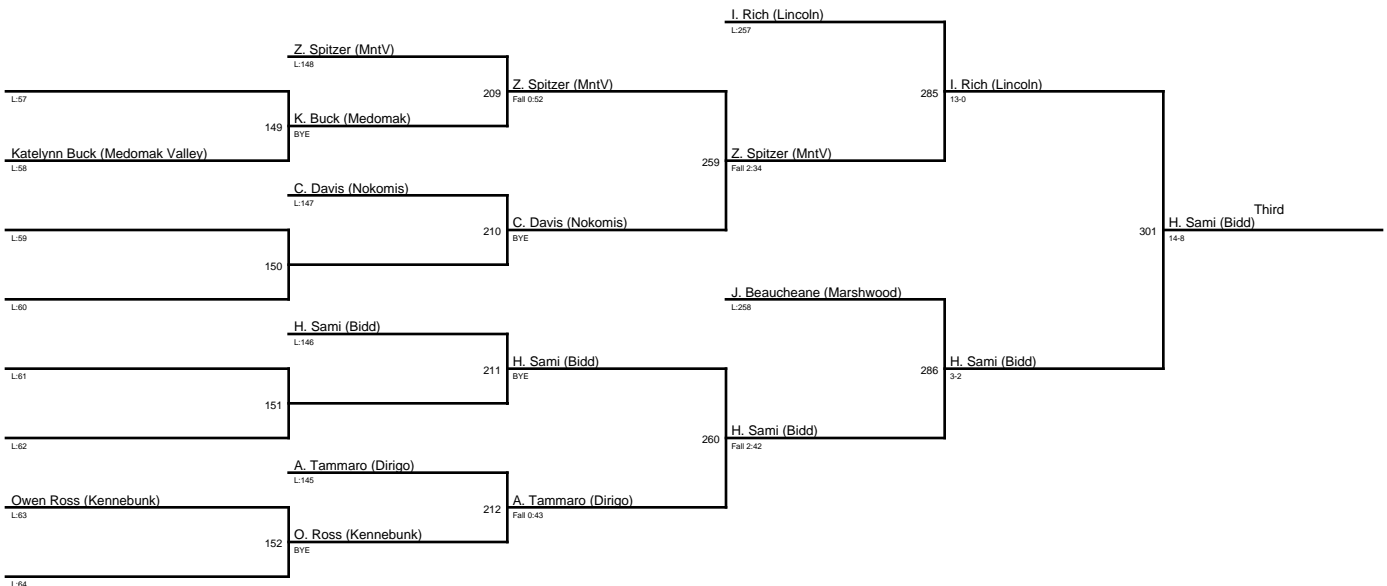 I. Rich (Lincoln)
L:257
Z. Spitzer (MntV)
L:148
Z. Spitzer (MntV)
Fall 0:52
209
I. Rich (Lincoln)
13-0
285
L:57
K. Buck (Medomak)
BYE
149
Katelynn Buck (Medomak Valley)
L:58
Z. Spitzer (MntV)
Fall 2:34
259
C. Davis (Nokomis)
L:147
C. Davis (Nokomis)
BYE
210
L:59
Third
H. Sami (Bidd)
14-8
301
150
L:60
J. Beaucheane (Marshwood)
L:258
H. Sami (Bidd)
L:146
H. Sami (Bidd)
BYE
211
L:61
H. Sami (Bidd)
3-2
286
151
L:62
H. Sami (Bidd)
Fall 2:42
260
A. Tammaro (Dirigo)
L:145
Owen Ross (Kennebunk)
L:63
A. Tammaro (Dirigo)
Fall 0:43
212
O. Ross (Kennebunk)
BYE
152
L:64